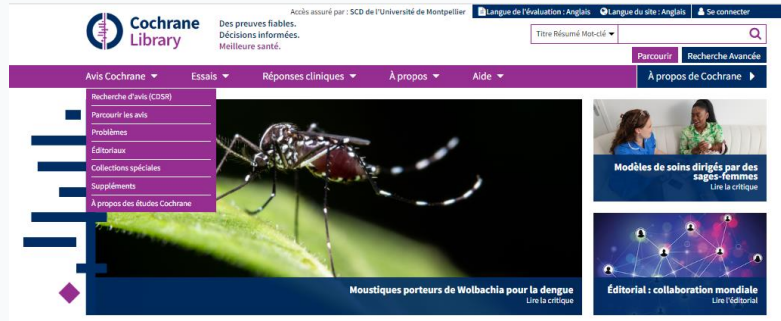 Accès assuré par : SCD de l'Université de Montpellier
Langue de l'évaluation : Anglais
Langue du site : Anglais
Se connecter
Cochrane
Library
Des preuves fiables.
Décisions informées.
Meilleure santé.
Titre Résumé Mot-clé
Parcourir
Recherche Avancée
Avis Cochrane
Essais
Réponses cliniques
À propos
Aide
À propos de Cochrane
Recherche d'avis (CDSR)
Parcourir les avis
Problèmes
Éditoriaux
Collections spéciales
Suppléments
À propos des études Cochrane
Moustiques porteurs de Wolbachia pour la dengue
Lire la critique
Modèles de soins dirigés par des
sages-femmes
Lire la critique
Éditorial : collaboration mondiale
Lire l'éditorial